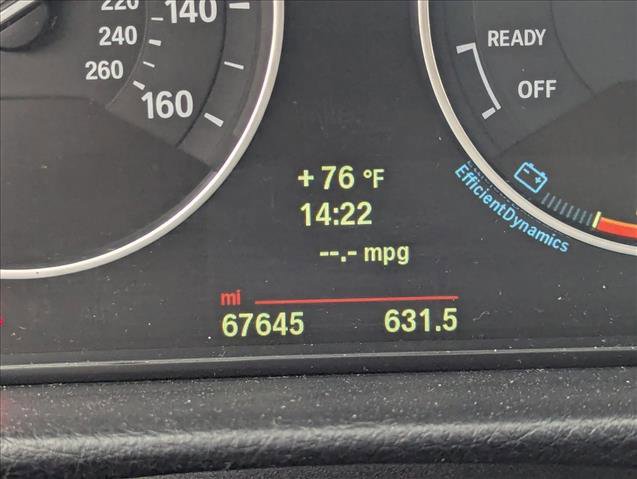 220
140
240
260
160
READY
OFF
+ 76 °F
14:22
--.- mpg
EfficientDynamics
mi
67645 631.5